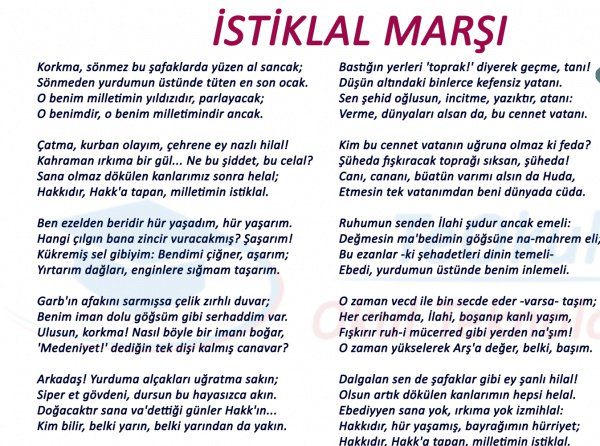 İSTİKLAL MARŞI
Korkma, sönmez bu şafaklarda yüzen al sancak;
Sönmeden yurdumun üstünde tüten en son ocak.
O benim milletimin yıldızıdır, parlayacak;
O benimdir, o benim milletimindir ancak.
Çatma, kurban olayım, çehrene ey nazlı hilal!
Kahraman ırkıma bir gül... Ne bu şiddet, bu celal?
Sana olmaz dökülen kanlarımız sonra helal;
Hakkıdır, Hakk'a tapan, milletimin istiklal.
Ben ezelden beridir hür yaşadım, hür yaşarım.
Hangi çılgın bana zincir vuracakmış? Şaşarım!
Kükremiş sel gibiyim: Bendimi çiğner, aşarım;
Yırtarım dağları, enginlere sığmam taşarım.
Garb'ın afakını sarmışsa çelik zırhlı duvar;
Benim iman dolu göğsüm gibi serhaddim var.
Ulusun, korkma! Nasıl böyle bir imanı boğar,
'Medeniyet!' dediğin tek dişi kalmış canavar?
Arkadaş! Yurduma alçakları uğratma sakın;
Siper et gövdeni, dursun bu hayasızca akın.
Doğacaktır sana va'dettiği günler Hakk'ın...
Kim bilir, belki yarın, belki yarından da yakın.
Bastığın yerleri 'toprak!' diyerek geçme, tanı!
Düşün altındaki binlerce kefensiz yatanı.
Sen şehid oğlusun, incitme, yazıktır, atanı:
Verme, dünyaları alsan da, bu cennet vatanı.
Kim bu cennet vatanın uğruna olmaz ki feda?
Şüheda fışkıracak toprağı sıksan, şüheda!
Canı, cananı, büatün varımı alsın da Huda,
Etmesin tek vatanımdan beni dünyada cüda.
Ruhumun senden İlahi şudur ancak emeli:
Değmesin ma'bedimin göğsüne na-mahrem eli;
Bu ezanlar -ki şehadetleri dinin temeli-
Ebedi, yurdumun üstünde benim inlemeli.
O zaman vecd ile bin secde eder -varsa- taşım;
Her cerihamda, İlahi, boşanıp kanlı yaşım,
Fışkırır ruh-i mücerred gibi yerden na'şım!
O zaman yükselerek Arş'a değer, belki, başım.
Dalgalan sen de şafaklar gibi ey şanlı hilal!
Olsun artık dökülen kanlarımın hepsi helal.
Ebediyyen sana yok, ırkıma yok izmihlal:
Hakkıdır, hür yaşamış, bayrağımın hürriyet;
Hakkıdır, Hakk'a tapan, milletimin istiklal.